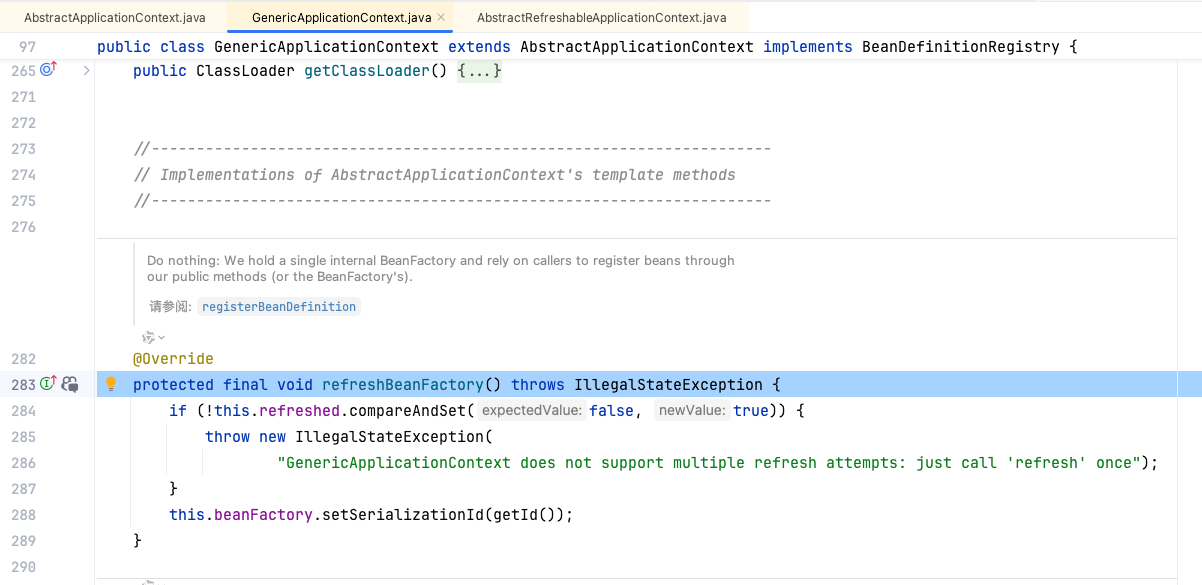 AbstractApplicationContext.java GenericApplicationContext.java AbstractRefreshableApplicationContext.java
97 public class GenericApplicationContext extends AbstractApplicationContext implements BeanDefinitionRegistry {
265 public ClassLoader getClassLoader() {...}
271
272
273 //---------------------------------------------------------------------
274 // Implementations of AbstractApplicationContext's template methods
275 //---------------------------------------------------------------------
276
Do nothing: We hold a single internal BeanFactory and rely on callers to register beans through
our public methods (or the BeanFactory's).
请参阅: registerBeanDefinition
282 @Override
283 protected final void refreshBeanFactory() throws IllegalStateException {
284 if (!this.refreshed.compareAndSet( expectedValue: false, newValue: true)) {
285 throw new IllegalStateException(
286 "GenericApplicationContext does not support multiple refresh attempts: just call 'refresh' once");
287 }
288 this.beanFactory.setSerializationId(getId());
289 }
290